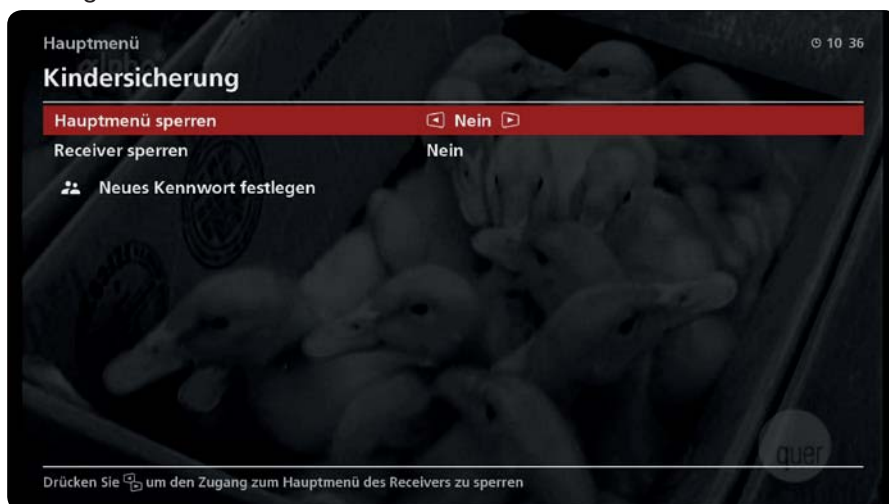 Hauptmenü
10 36
Kindersicherung
Hauptmenü sperren Nein
Receiver sperren Nein
Neues Kennwort festlegen
quer
Drücken Sie um den Zugang zum Hauptmenü des Receivers zu sperren